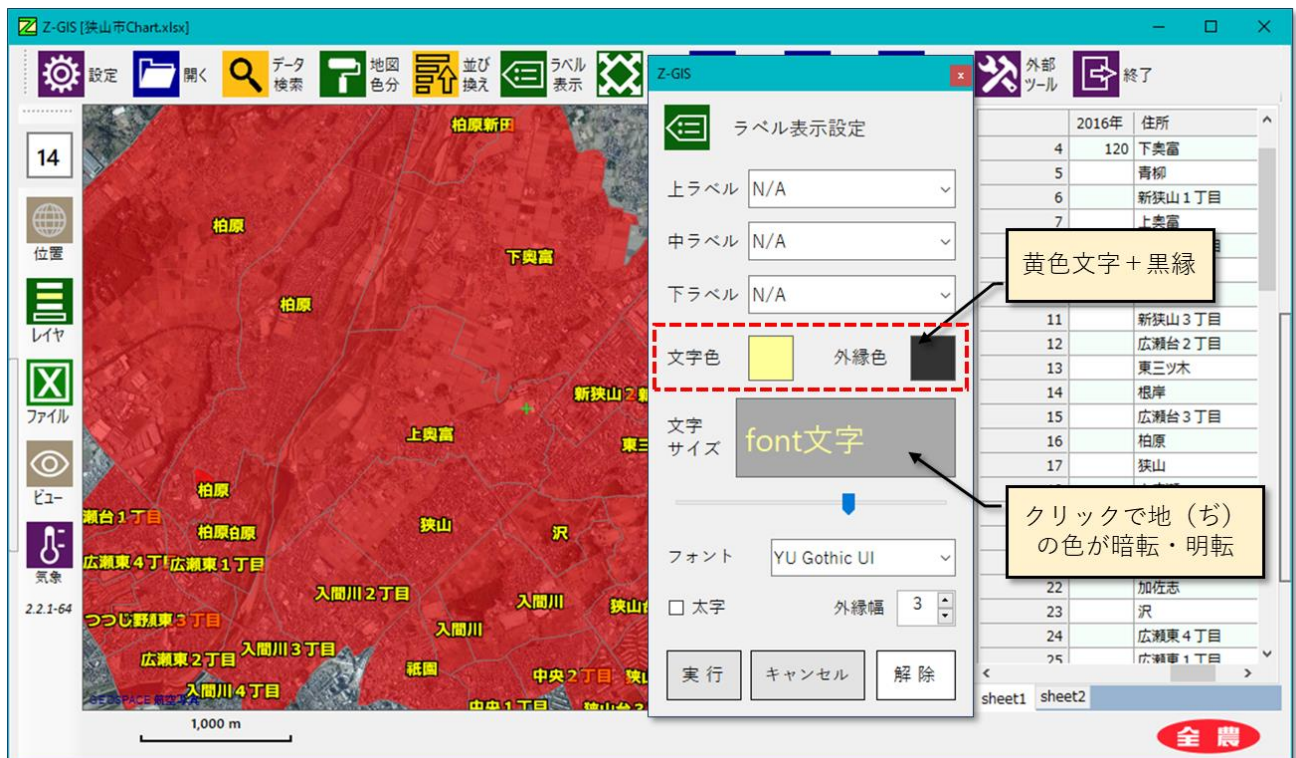 Z-GIS [狭山市Chart.xlsx]
設定
開く
データ
検索
地図
色分
並び
換え
ラベル
表示
外部
ツール
終了
14
位置
レイヤ
ファイル
ビュー
気象
2.2.1-64
柏原新田
柏原
下奥富
柏原
新狭山2
上奥富
東三
柏原
瀬台1丁目
柏原柏原
狭山
沢
広瀬東4丁
広瀬東1丁目
入間川2丁目
入間川
狭山
つつじ野
東3丁目
入間川
入間川3丁目
広瀬東2丁目
祇園
中央2丁目
入間川4丁目
中央1丁目
GEOSPACE 航空写真
1,000 m
Z-GIS
x
ラベル表示設定
上ラベル N/A
中ラベル N/A
下ラベル N/A
文字色
外縁色
文字
サイズ
font文字
フォント YU Gothic UI
太字
外縁幅 3
実行
キャンセル
解除
黄色文字+黒縁
クリックで地(ぢ)
の色が暗転・明転
2016年 住所
4 120 下奥富
5 青柳
6 新狭山1丁目
7 上奥富
11 新狭山3丁目
12 広瀬台2丁目
13 東三ツ木
14 根岸
15 広瀬台3丁目
16 柏原
17 狭山
22 加佐志
23 沢
24 広瀬東4丁目
25 広瀬東1丁目
sheet1 sheet2
全農